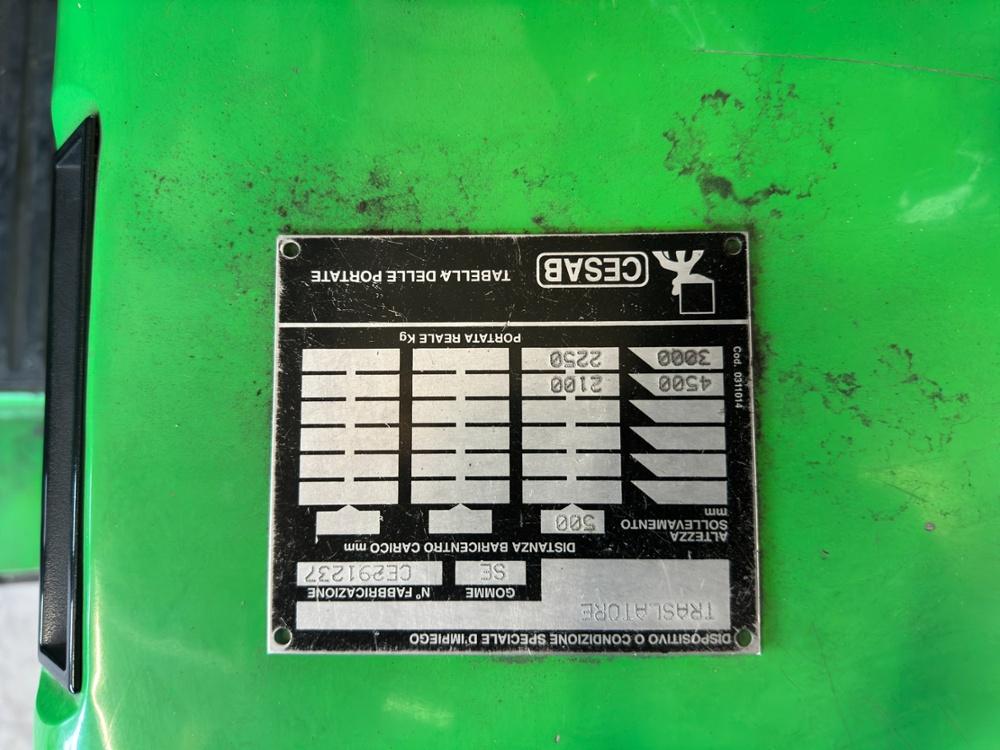 DISPOSITIVO O CONDIZIONE SPECIALE D'IMPIEGO
TRASLATORE
GOMME
N° FABBRICAZIONE
SE
CE291237
DISTANZA BARICENTRO CARICO mm
ALTEZZA
SOLLEVAMENTO
mm
500
4500 2100
3000 2250
PORTATA REALE Kg
CESAB
TABELLA DELLE PORTATE
Cod. 0311014